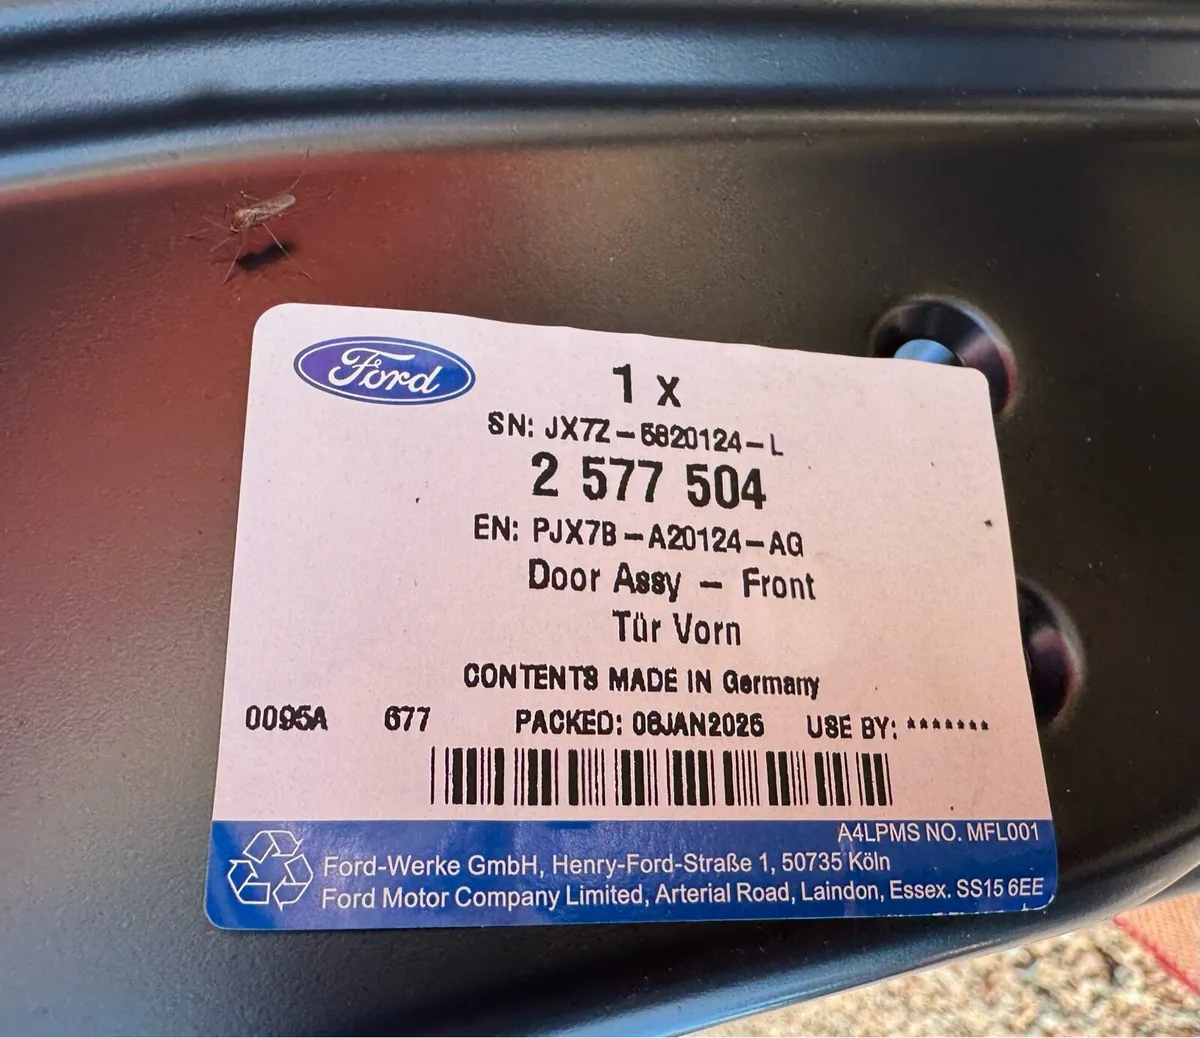 Ford
1 x
SN: JX7Z-5820124-L
2 577 504
EN: PJX7B-A20124-AG
Door Assy - Front
Tür Vorn
CONTENTS MADE IN Germany
0095A 677 PACKED: 06JAN2026 USE BY: *******
A4LPMS NO. MFL001
Ford-Werke GmbH, Henry-Ford-Straße 1, 50735 Köln
Ford Motor Company Limited, Arterial Road, Laindon, Essex. SS15 6EE